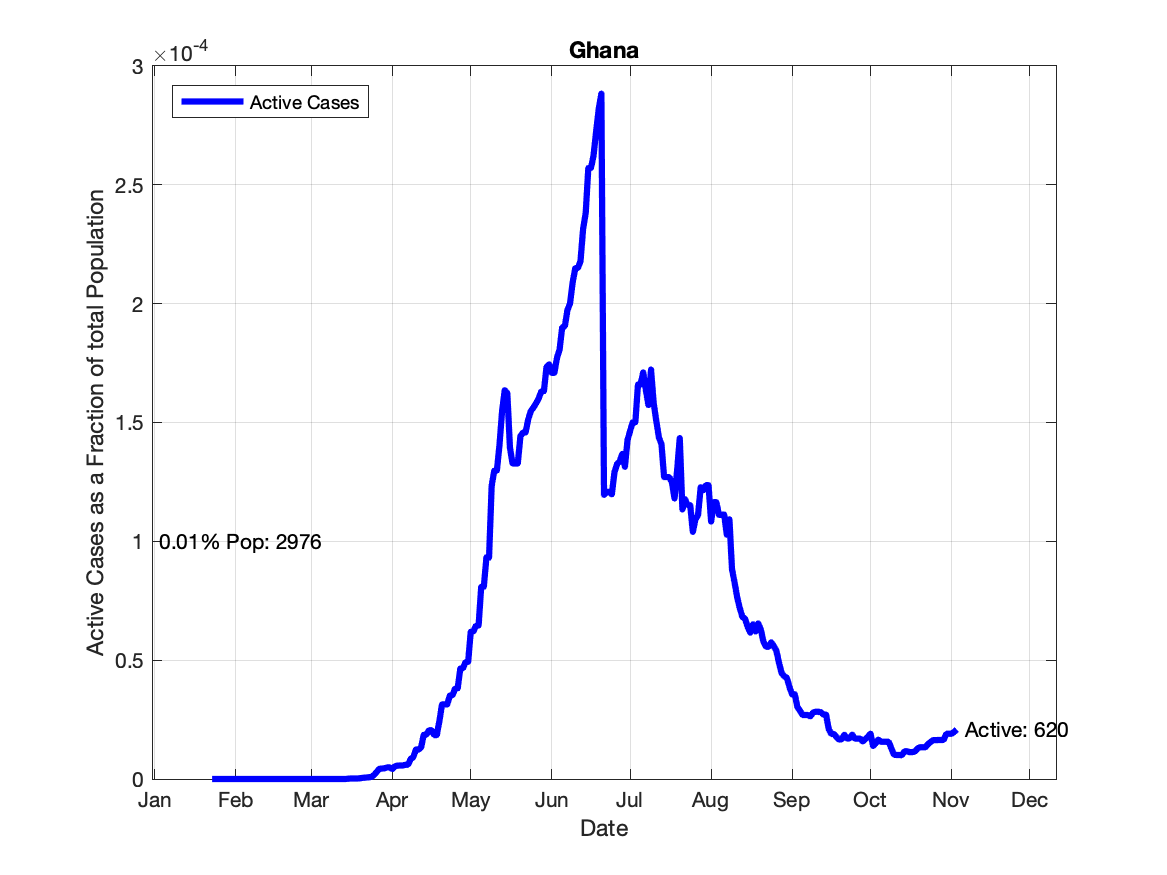 Ghana
×10-4
Active Cases
3
2.5
2
1.5
1
0.5
0
Active Cases as a Fraction of total Population
0.01% Pop: 2976
Active: 620
Jan Feb Mar Apr May Jun Jul Aug Sep Oct Nov Dec
Date